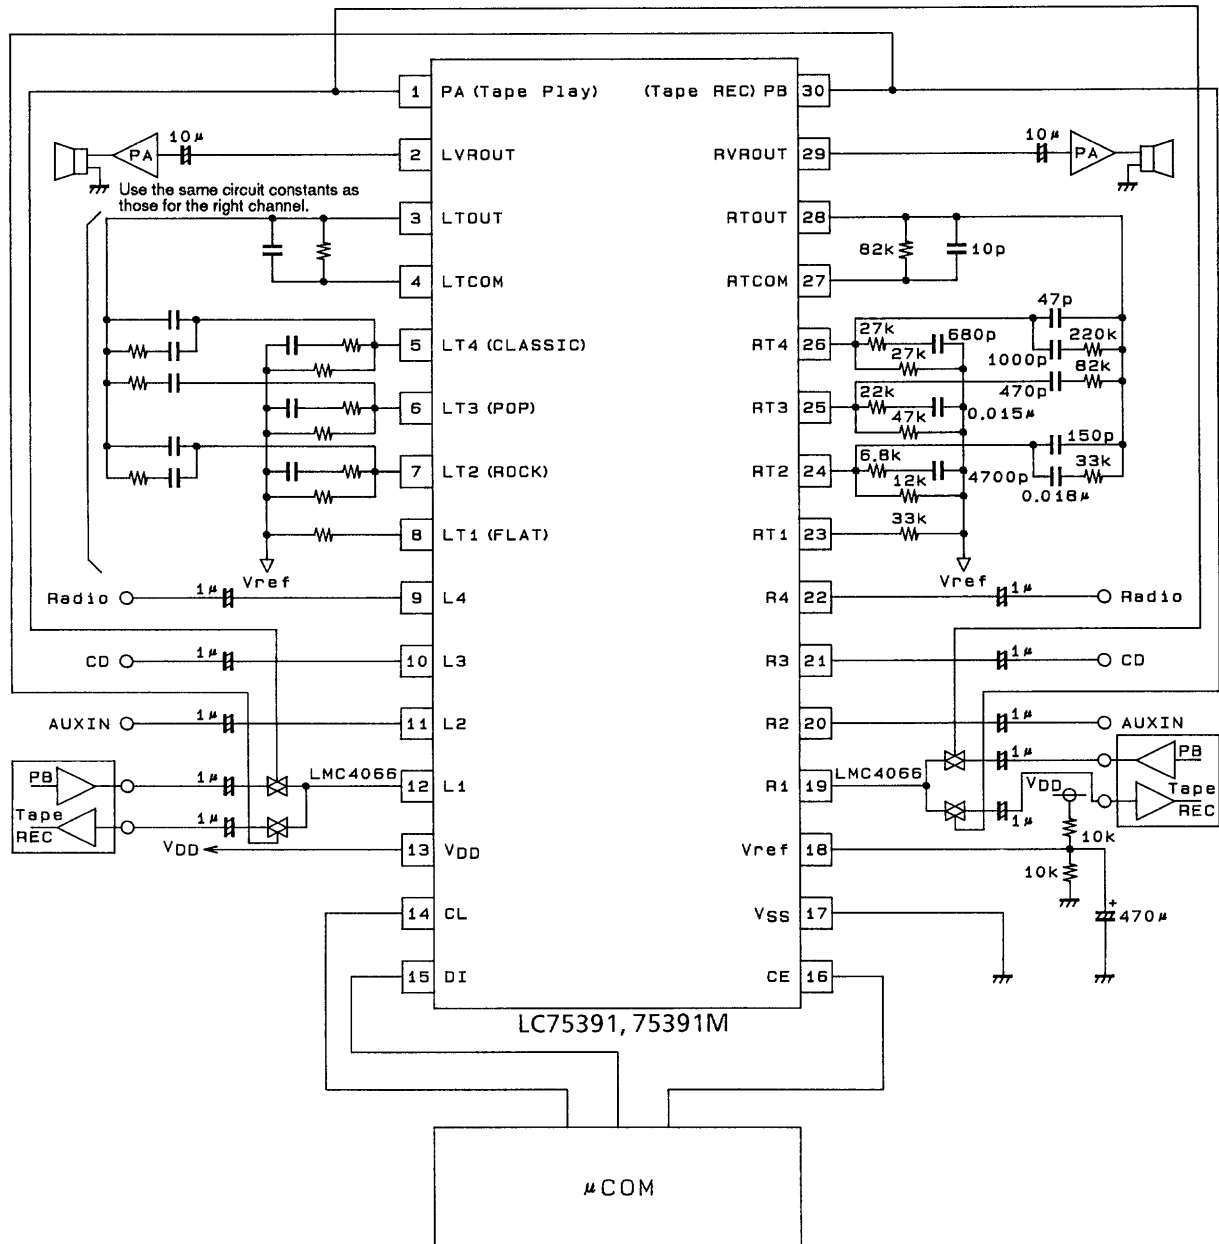 1 PA (Tape Play) (Tape REC) PB 30
10μ PA 2 LVROUT RVROUT 29 10μ PA
Use the same circuit constants as
those for the right channel.
3 LTOUT RTOUT 28
82k 10p
4 LTCOM RTCOM 27
47p
27k 680p 220k
5 LT4 (CLASSIC) RT4 26
27k 1000p 82k
22k 470p
6 LT3 (POP) RT3 25
47k 0.015μ
150p
6.8k 33k
7 LT2 (ROCK) RT2 24
12k 4700p 0.018μ
33k
8 LT1 (FLAT) RT1 23
Vref Vref
Radio 1μ 9 L4 R4 22 1μ Radio
CD 1μ 10 L3 R3 21 1μ CD
AUXIN 1μ 11 L2 R2 20 1μ AUXIN
PB 1μ LMC4066 12 L1 R1 19 LMC4066 1μ PB
VDD Tape
REC
1μ
Tape
REC 1μ
10k
VDD 13 VDD Vref 18
10k
14 CL VSS 17 + 470μ
15 DI CE 16
LC75391, 75391M
μCOM